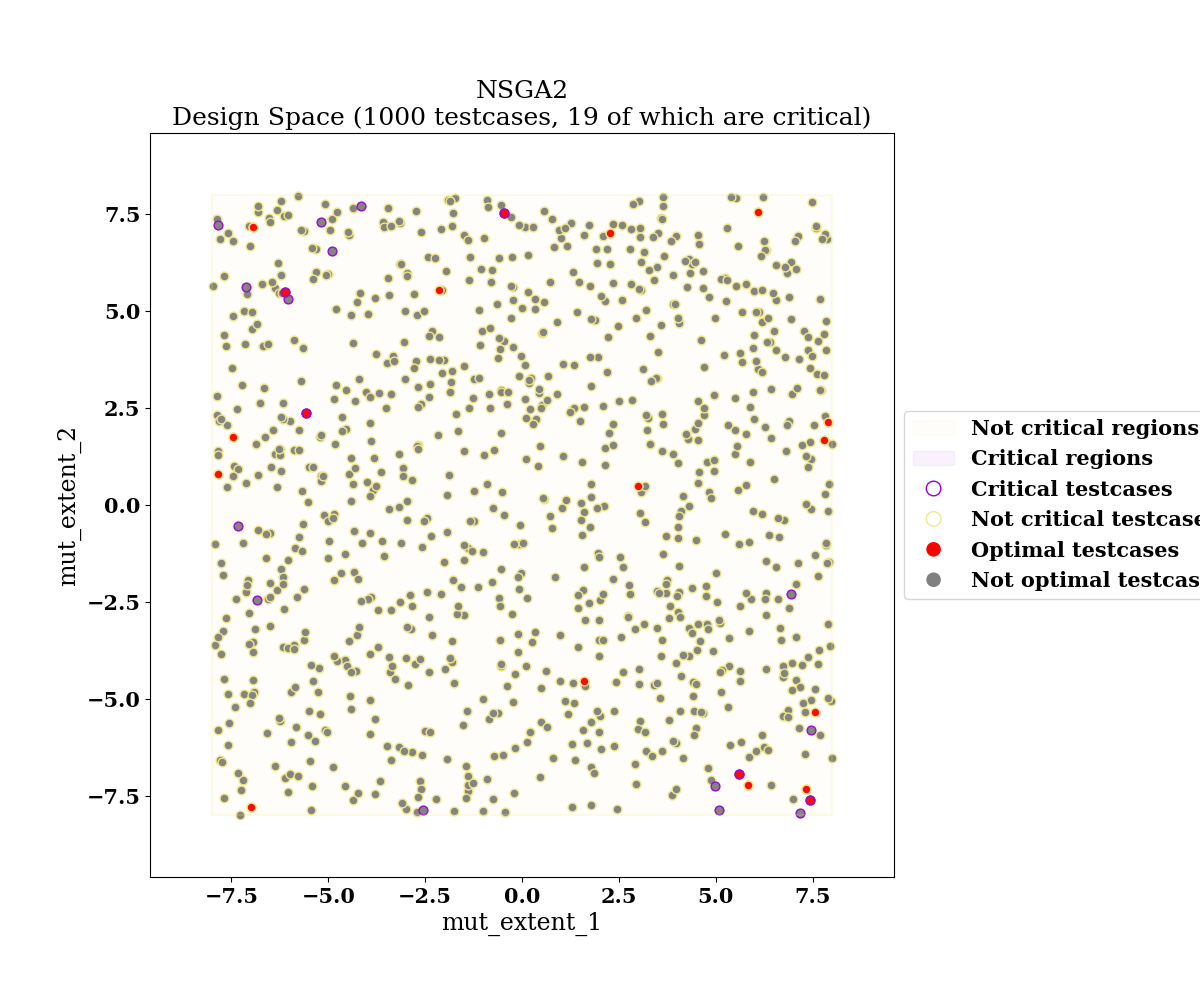 NSGA2
Design Space (1000 testcases, 19 of which are critical)
7.5
5.0
2.5
0.0
−2.5
−5.0
−7.5
mut_extent_2
−7.5 −5.0 −2.5 0.0 2.5 5.0 7.5
mut_extent_1
Not critical regions
Critical regions
Critical testcases
Not critical testcase
Optimal testcases
Not optimal testcas